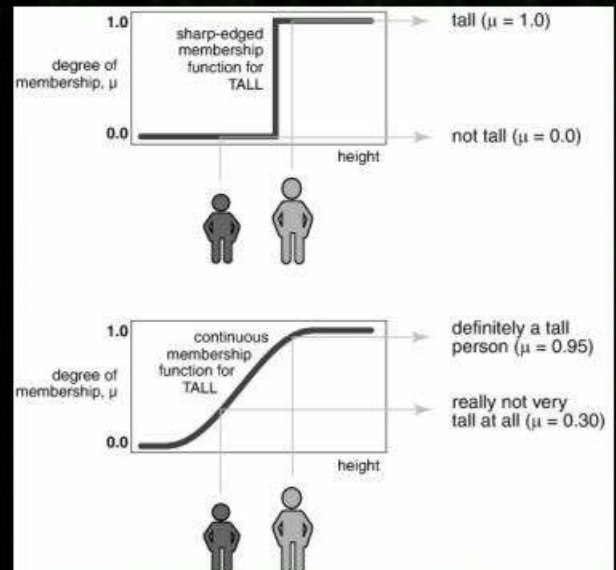 1.0
sharp-edged
membership
function for
TALL
degree of
membership, μ
0.0
height
tall (μ = 1.0)
not tall (μ = 0.0)
1.0
continuous
membership
function for
TALL
degree of
membership, μ
0.0
height
definitely a tall
person (μ = 0.95)
really not very
tall at all (μ = 0.30)